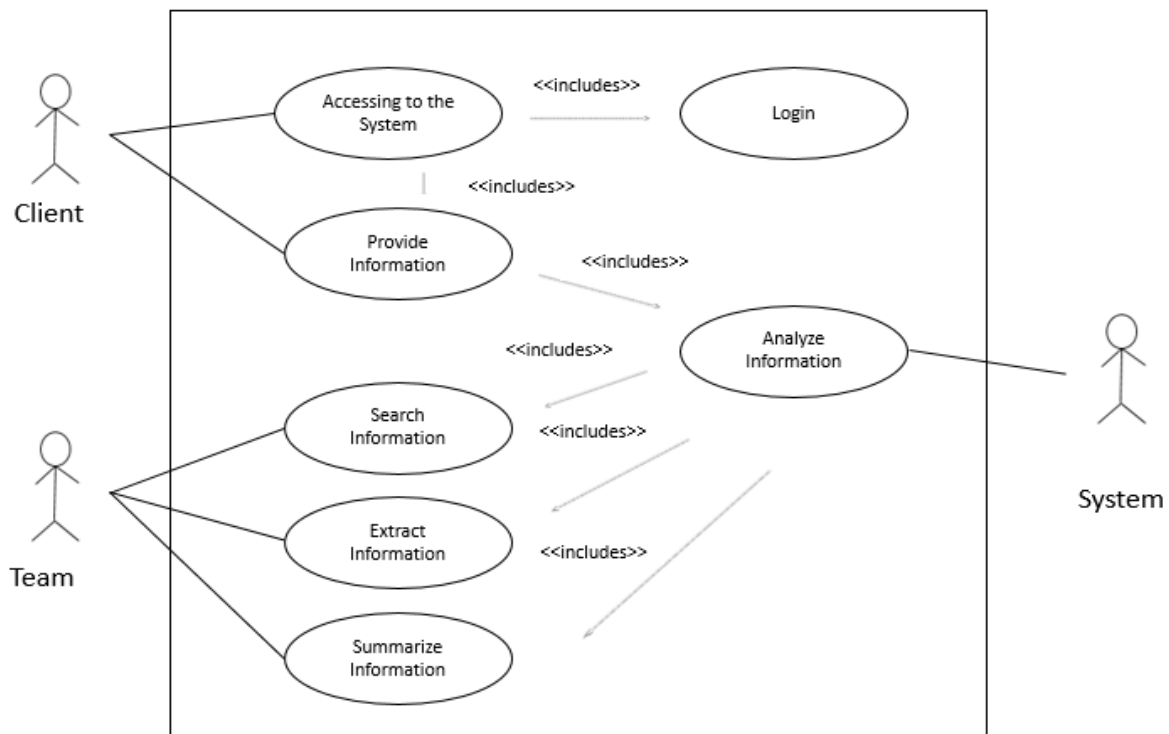 <<includes>>
Accessing to the
System
Login
<<includes>>
Client
Provide
Information
<<includes>>
Analyze
Information
<<includes>>
Search
Information
<<includes>>
System
Extract
Information
<<includes>>
Team
Summarize
Information